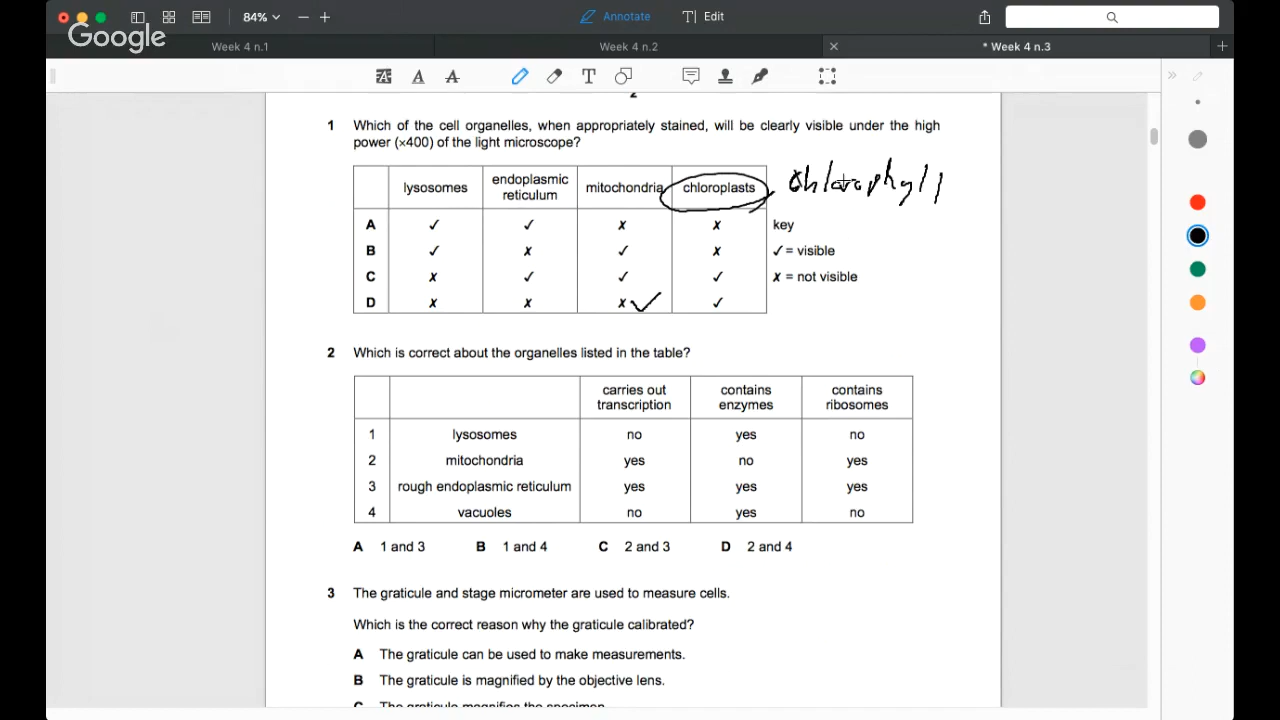 84%
Annotate
T Edit
Google
Week 4 n.1
Week 4 n.2
* Week 4 n.3
2
1 Which of the cell organelles, when appropriately stained, will be clearly visible under the high
power (×400) of the light microscope?
lysosomes endoplasmic reticulum mitochondria chloroplasts chlorophyll
A ✓ ✓ ✗ ✗ key
B ✓ ✗ ✓ ✗ ✓ = visible
C ✗ ✓ ✓ ✓ ✗ = not visible
D ✗ ✗ ✗ ✓ ✓
2 Which is correct about the organelles listed in the table?
carries out transcription contains enzymes contains ribosomes
1 lysosomes no yes no
2 mitochondria yes no yes
3 rough endoplasmic reticulum yes yes yes
4 vacuoles no yes no
A 1 and 3 B 1 and 4 C 2 and 3 D 2 and 4
3 The graticule and stage micrometer are used to measure cells.
Which is the correct reason why the graticule calibrated?
A The graticule can be used to make measurements.
B The graticule is magnified by the objective lens.
C The graticule magnifies the specimen.